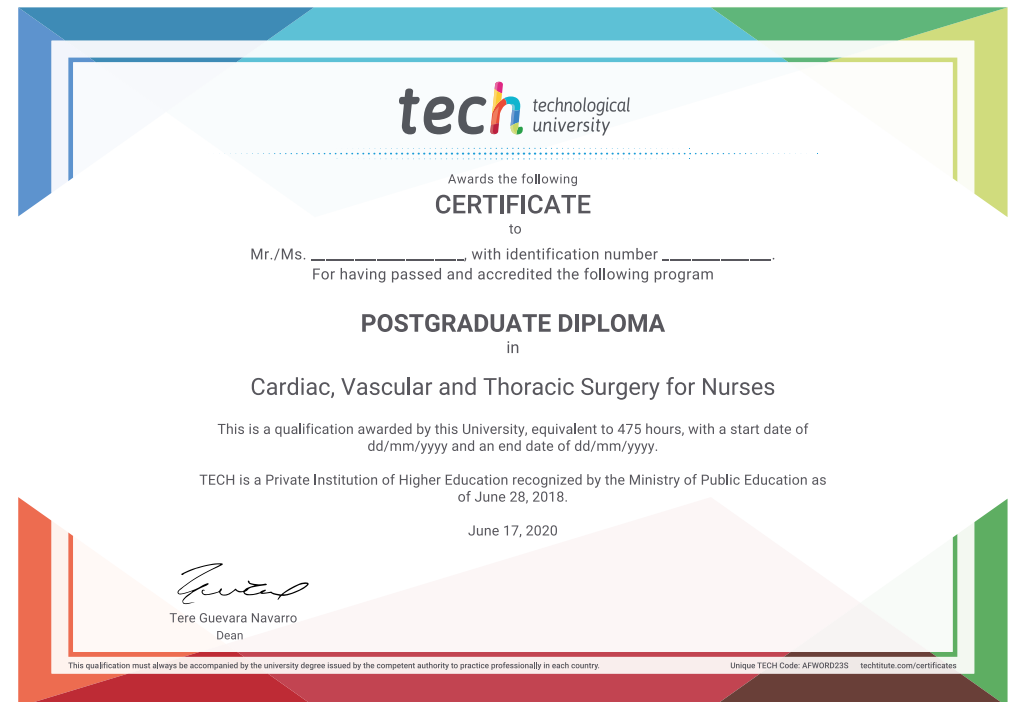 tech technological
university
Awards the following
CERTIFICATE
to
Mr./Ms. __________________, with identification number _____________.
For having passed and accredited the following program
POSTGRADUATE DIPLOMA
in
Cardiac, Vascular and Thoracic Surgery for Nurses
This is a qualification awarded by this University, equivalent to 475 hours, with a start date of
dd/mm/yyyy and an end date of dd/mm/yyyy.
TECH is a Private Institution of Higher Education recognized by the Ministry of Public Education as
of June 28, 2018.
June 17, 2020
Tere Guevara Navarro
Dean
This qualification must always be accompanied by the university degree issued by the competent authority to practice professionally in each country. Unique TECH Code: AFWORD23S techtitute.com/certificates